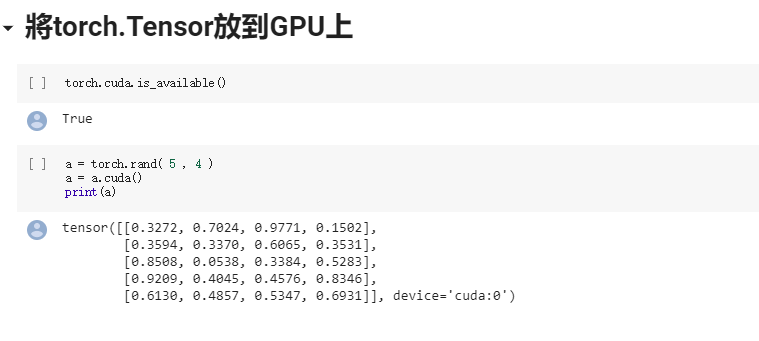 將torch.Tensor放到GPU上
[ ] torch.cuda.is_available()
True
[ ] a = torch.rand( 5 , 4 )
a = a.cuda()
print(a)
tensor([[0.3272, 0.7024, 0.9771, 0.1502],
[0.3594, 0.3370, 0.6065, 0.3531],
[0.8508, 0.0538, 0.3384, 0.5283],
[0.9209, 0.4045, 0.4576, 0.8346],
[0.6130, 0.4857, 0.5347, 0.6931]], device='cuda:0')